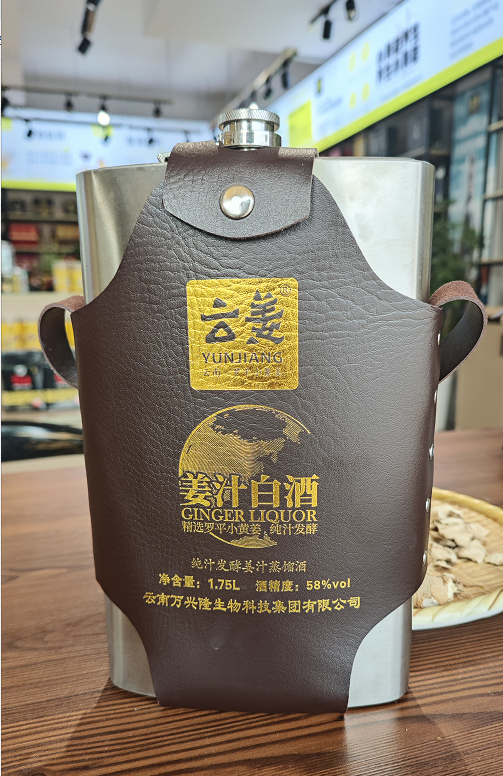 云姜
YUNJIANG
姜汁白酒
GINGER LIQUOR
精选罗平小黄姜 纯汁发酵
纯汁发酵姜汁蒸馏酒
净含量：1.75L 酒精度：58%vol
云南万兴隆生物科技集团有限公司